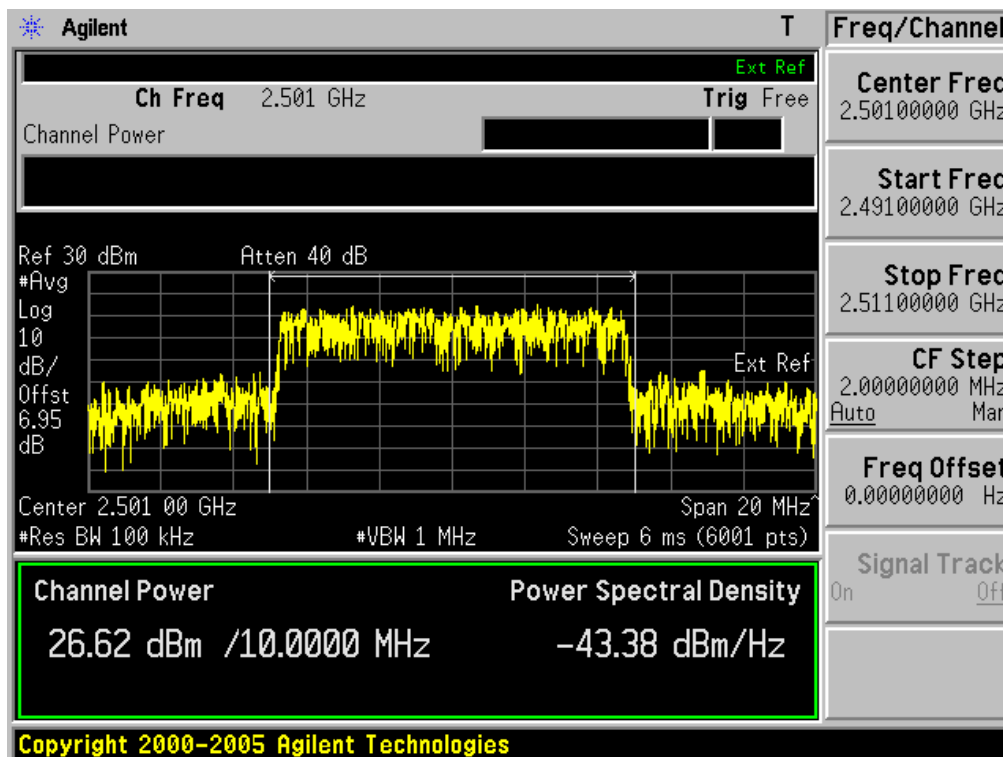 Agilent T
Freq/Channel
Ext Ref
Ch Freq 2.501 GHz Trig Free
Channel Power
Ref 30 dBm Atten 40 dB
#Avg
Log
10
dB/
Offst
6.95
dB
Ext Ref
Center 2.501 00 GHz Span 20 MHz^
#Res BW 100 kHz #VBW 1 MHz Sweep 6 ms (6001 pts)
Channel Power Power Spectral Density
26.62 dBm /10.0000 MHz -43.38 dBm/Hz
Copyright 2000-2005 Agilent Technologies
Center Freq
2.50100000 GHz
Start Freq
2.49100000 GHz
Stop Freq
2.51100000 GHz
CF Step
2.00000000 MHz
Auto Man
Freq Offset
0.00000000 Hz
Signal Track
On Off